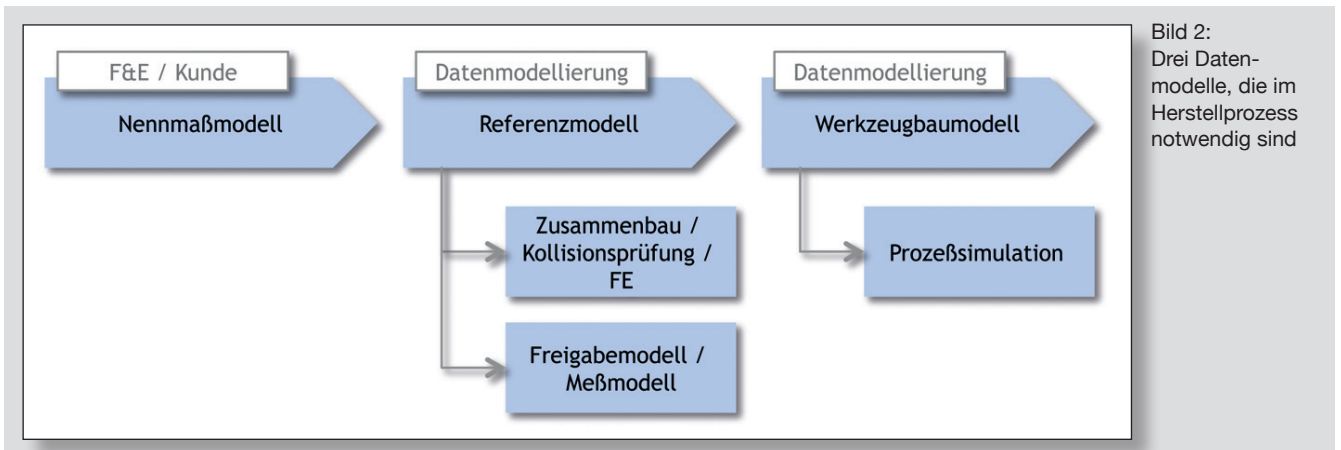 F&E / Kunde
Nennmaßmodell
Datenmodellierung
Referenzmodell
Datenmodellierung
Werkzeugbaumodell
Zusammenbau /
Kollisionsprüfung /
FE
Freigabemodell /
Meßmodell
Prozeßsimulation
Bild 2:
Drei Daten-
modelle, die im
Herstellprozess
notwendig sind